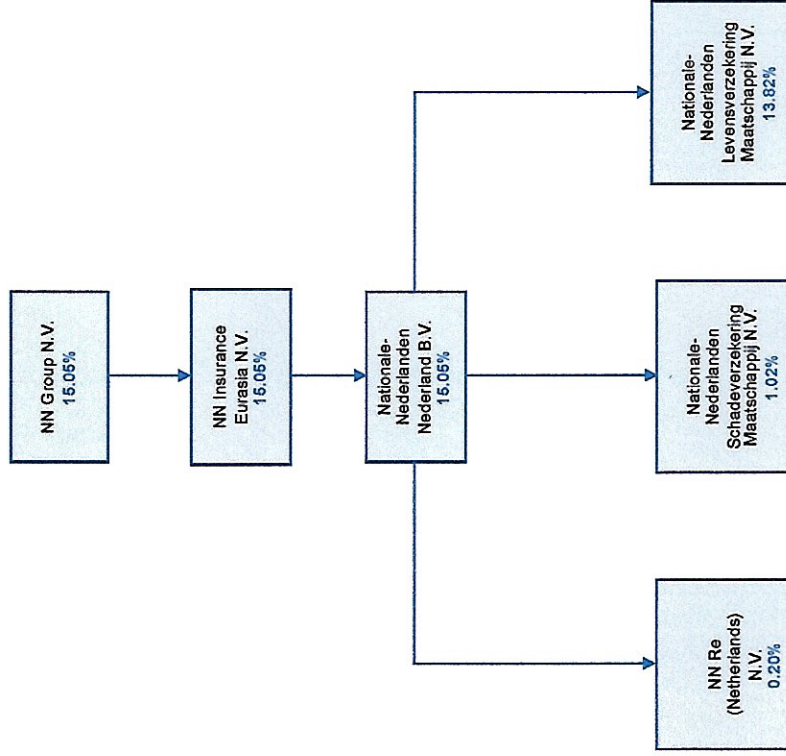 NN Group N.V.
15.05%
NN Insurance
Eurasia N.V.
15.05%
Nationale-
Nederlanden
Nederland B.V.
15.05%
NN Re
(Netherlands)
N.V.
0.20%
Nationale-
Nederlanden
Schadeverzekering
Maatschappij N.V.
1.02%
Nationale-
Nederlanden
Levensverzekering
Maatschappij N.V.
13.82%